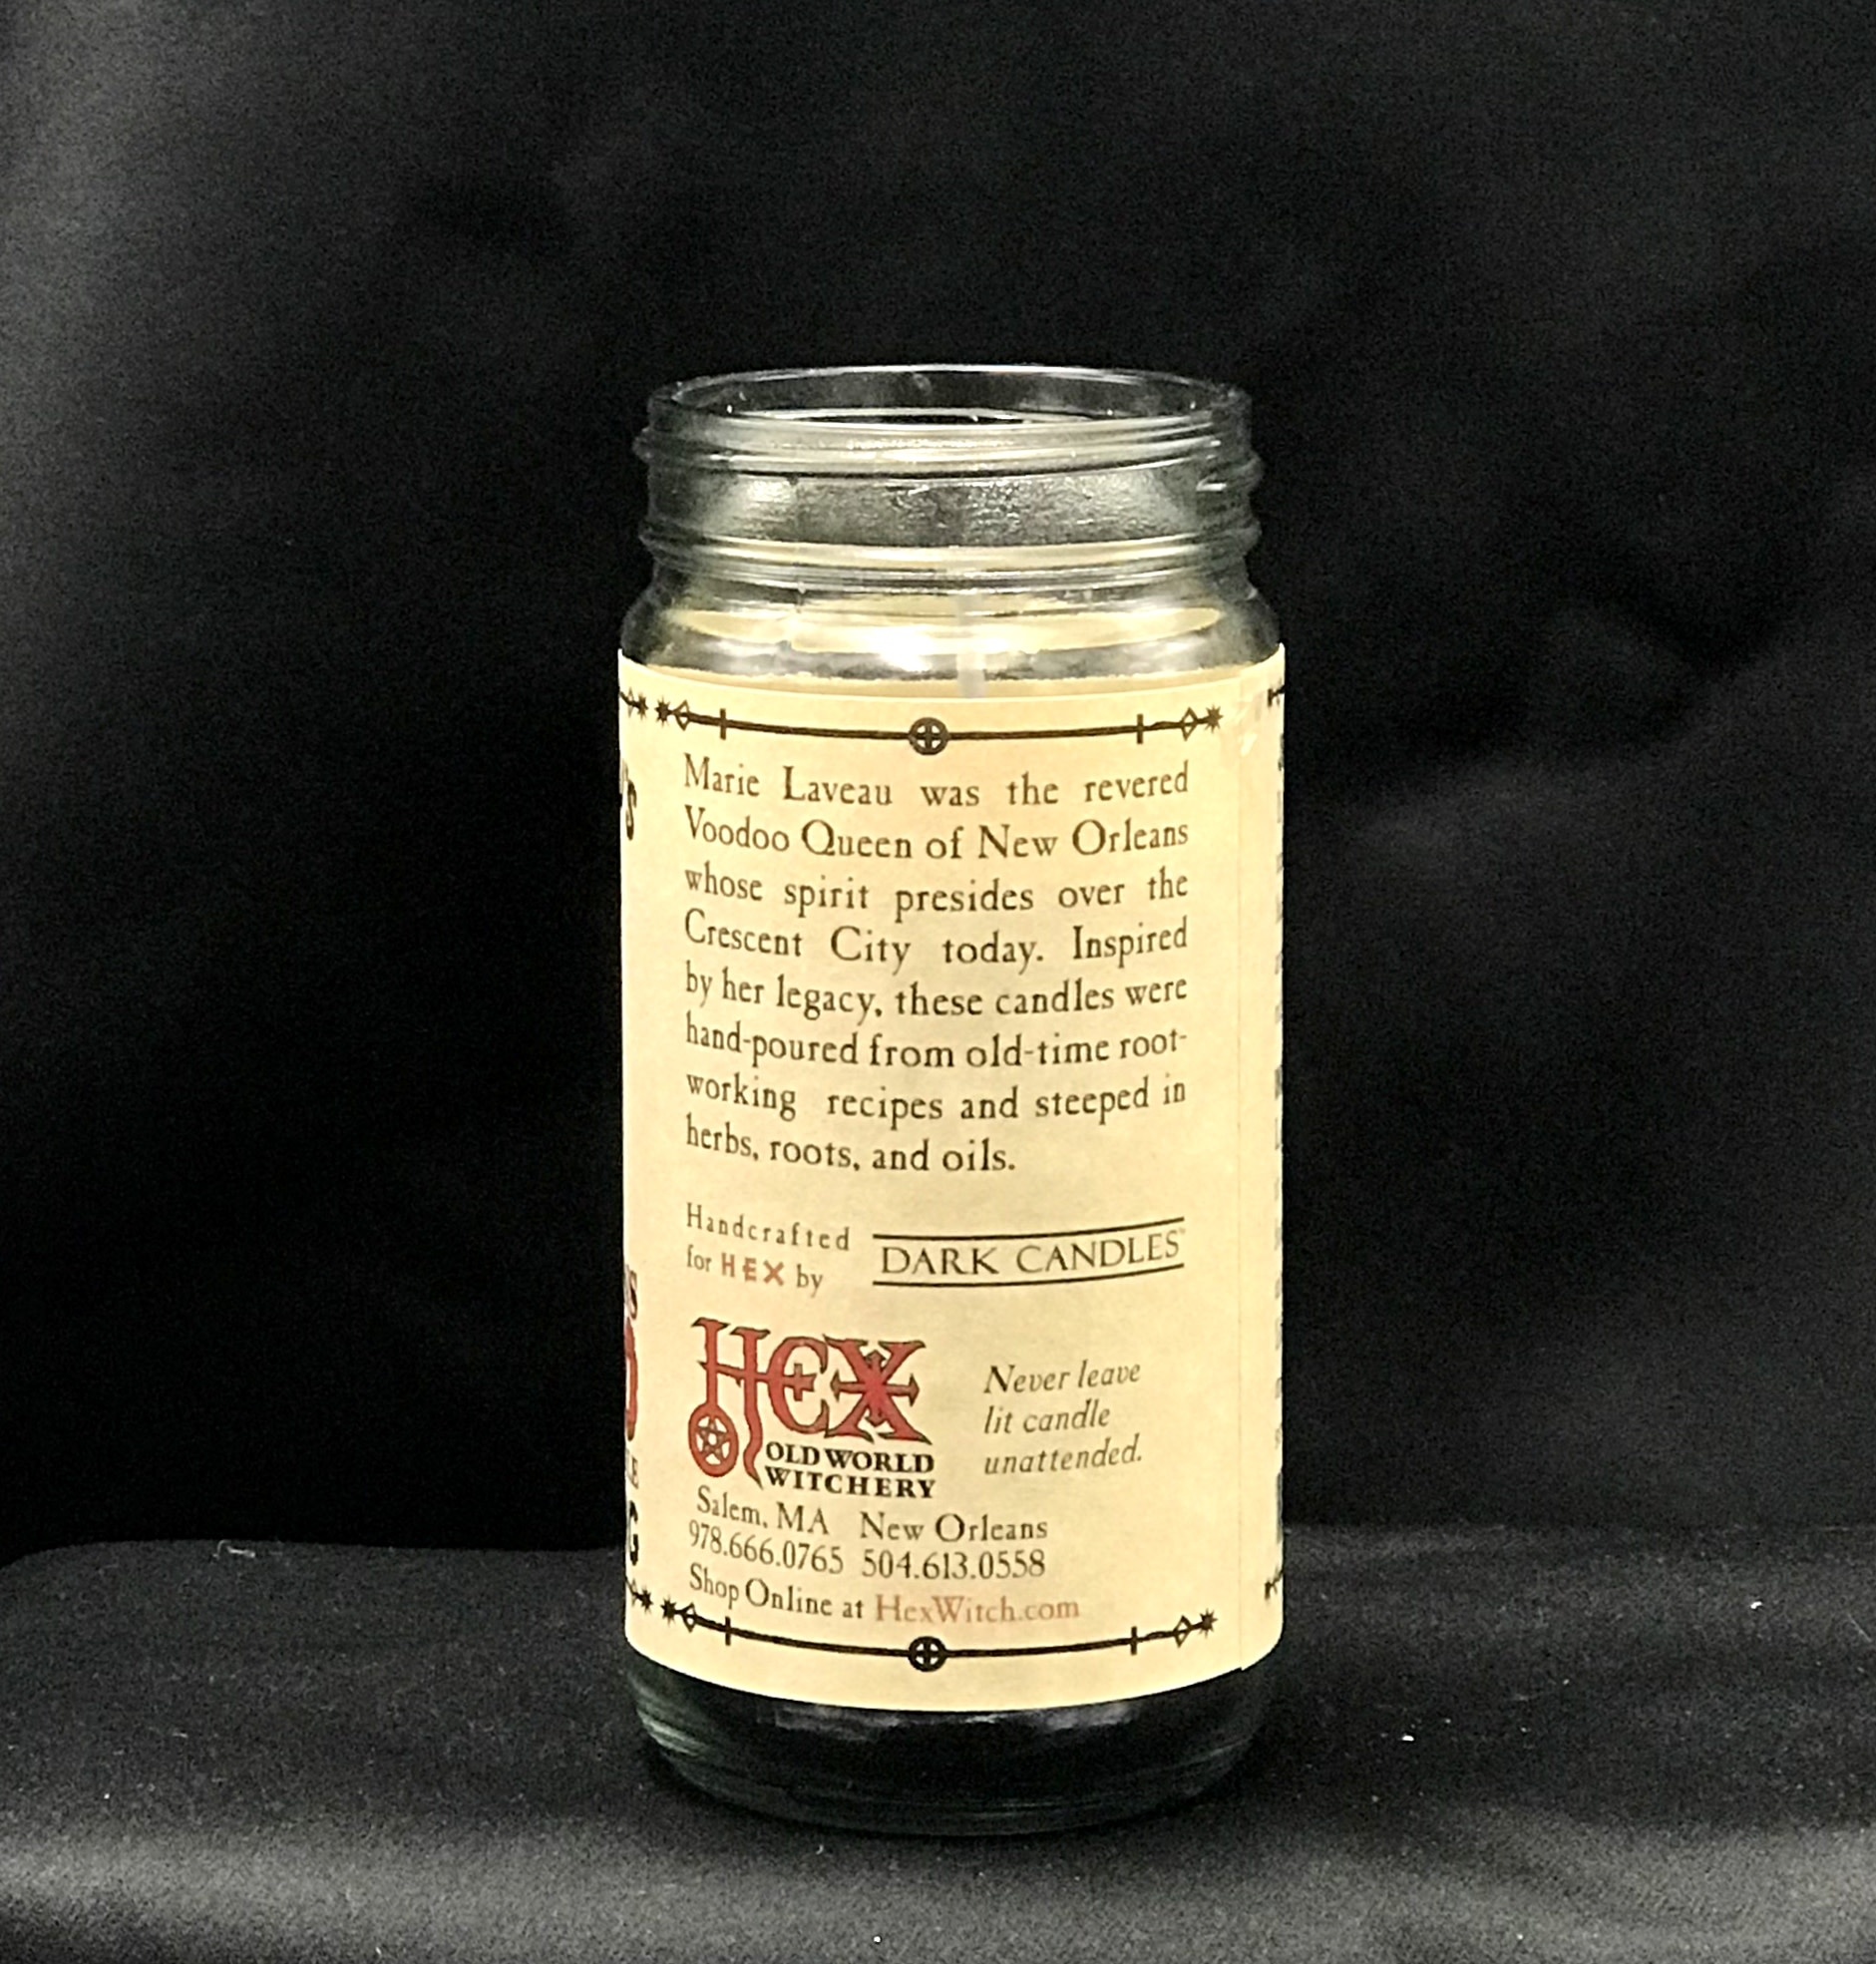 Marie Laveau was the revered
Voodoo Queen of New Orleans
whose spirit presides over the
Crescent City today. Inspired
by her legacy, these candles were
hand-poured from old-time root-
working recipes and steeped in
herbs, roots, and oils.
Handcrafted
for HEX by
DARK CANDLES
HEX
OLD WORLD
WITCHERY
Never leave
lit candle
unattended.
Salem, MA New Orleans
978.666.0765 504.613.0558
Shop Online at HexWitch.com